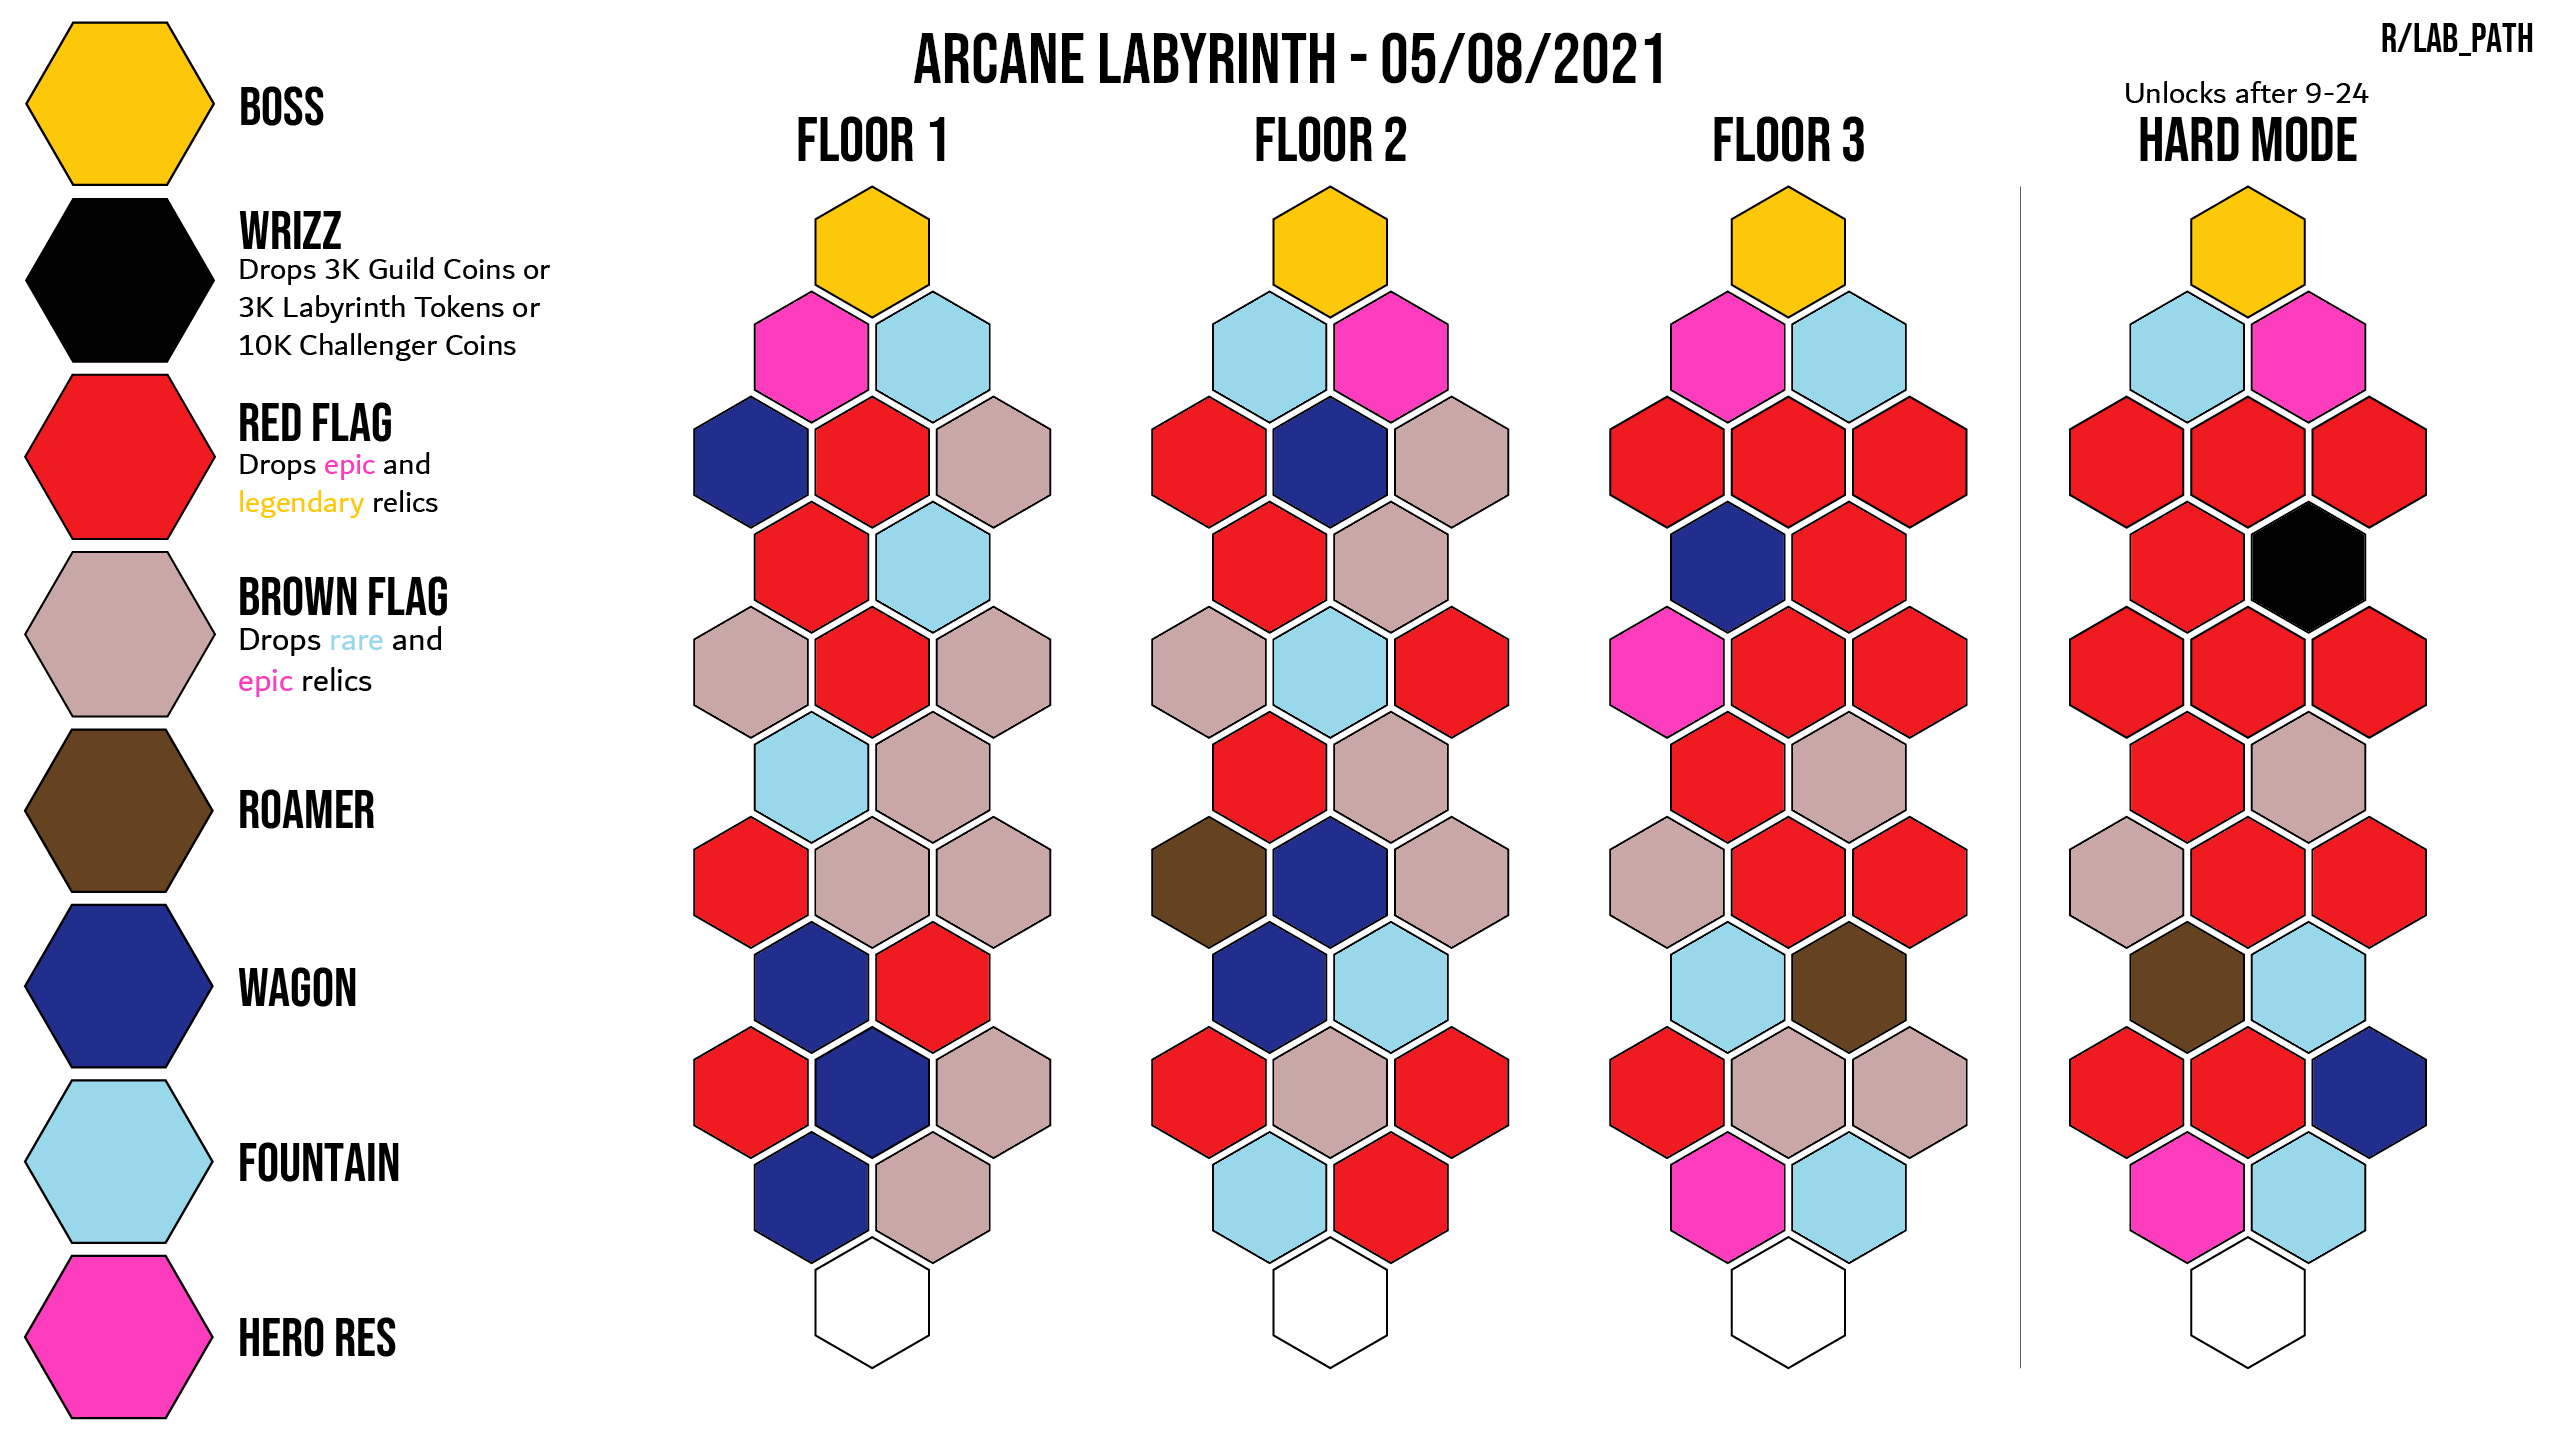 ARCANE LABYRINTH - 05/08/2021
R/LAB_PATH
BOSS
WRIZZ
Drops 3K Guild Coins or
3K Labyrinth Tokens or
10K Challenger Coins
RED FLAG
Drops epic and
legendary relics
BROWN FLAG
Drops rare and
epic relics
ROAMER
WAGON
FOUNTAIN
HERO RES
FLOOR 1
FLOOR 2
FLOOR 3
Unlocks after 9-24
HARD MODE